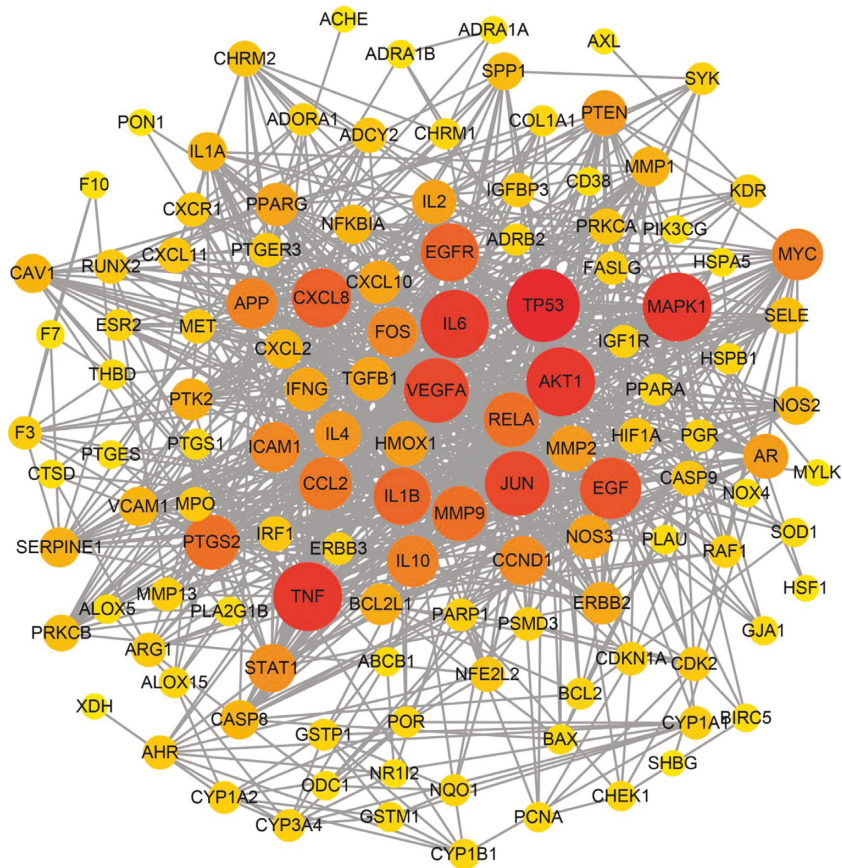 ACHE
ADRA1A
AXL
ADRA1B
CHRM2
SPP1
SYK
PTEN
PON1
ADORA1
ADCY2
CHRM1
COL1A1
IL1A
MMP1
F10
CXCR1
PPARG
IL2
IGFBP3
CD38
KDR
NFKBIA
PRKCA
PIK3CG
CXCL11
PTGER3
EGFR
ADRB2
MYC
CAV1
RUNX2
CXCL10
FASLG
HSPA5
APP
CXCL8
TP53
MAPK1
F7
ESR2
MET
FOS
IL6
SELE
IGF1R
CXCL2
HSPB1
THBD
IFNG
TGFB1
VEGFA
AKT1
PPARA
PTK2
NOS2
F3
PTGS1
IL4
HMOX1
RELA
HIF1A
PGR
PTGES
ICAM1
MMP2
AR
CTSD
CCL2
IL1B
JUN
EGF
CASP9
MYLK
VCAM1
MPO
NOX4
MMP9
SERPINE1
PTGS2
IRF1
ERBB3
NOS3
PLAU
RAF1
SOD1
IL10
CCND1
HSF1
MMP13
TNF
ALOX5
PLA2G1B
BCL2L1
PARP1
PSMD3
ERBB2
PRKCB
GJA1
ARG1
STAT1
ABCB1
NFE2L2
CDKN1A
CDK2
ALOX15
BCL2
XDH
CASP8
POR
CYP1A1
BIRC5
AHR
GSTP1
BAX
SHBG
ODC1
NR1I2
CYP1A2
NQO1
CHEK1
CYP3A4
GSTM1
PCNA
CYP1B1